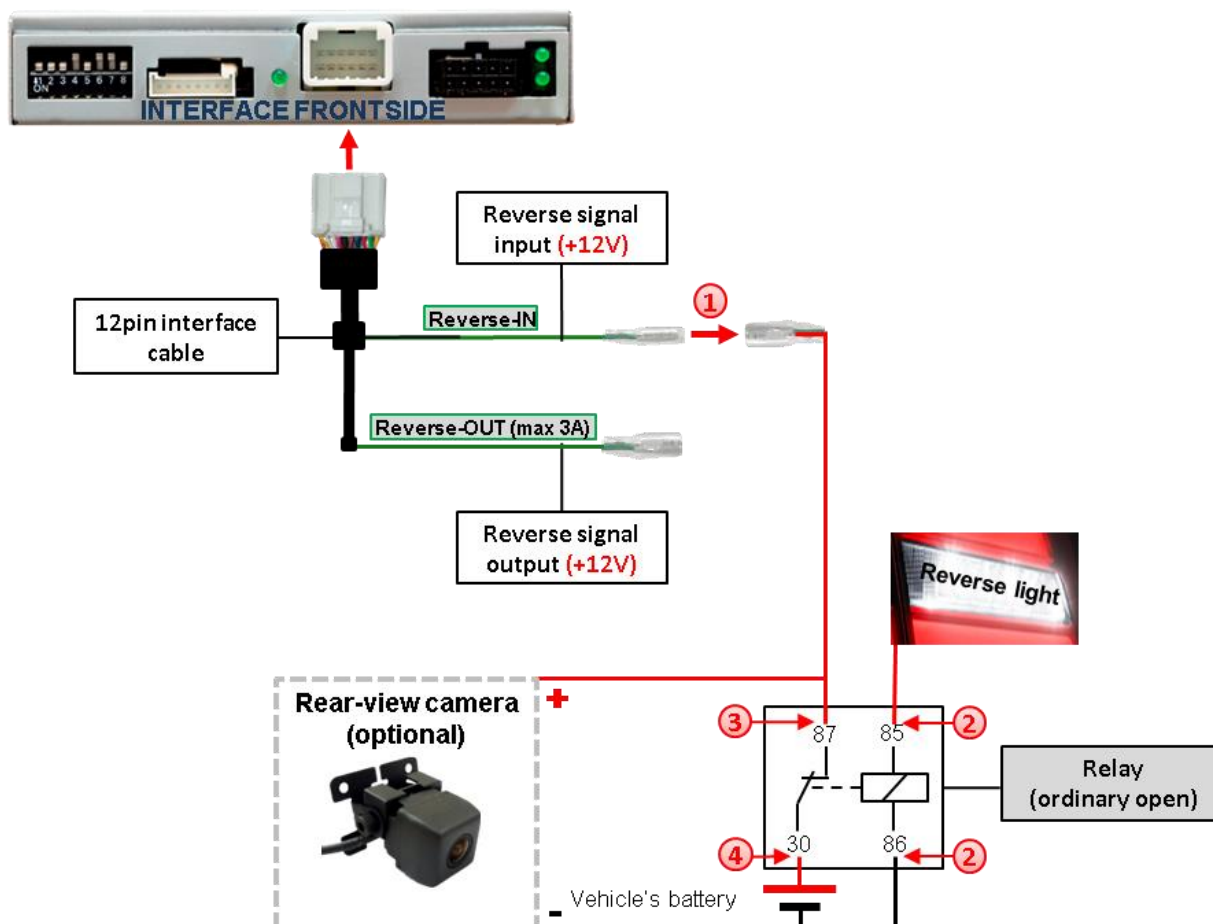 1 2 3 4 5 6 7 8
ON
INTERFACE FRONTSIDE
Reverse signal
input (+12V)
1
12pin interface
cable
Reverse-IN
Reverse-OUT (max 3A)
Reverse signal
output (+12V)
Reverse light
Rear-view camera
(optional)
+
3
87
85
2
Relay
(ordinary open)
4
30
86
2
-
Vehicle's battery